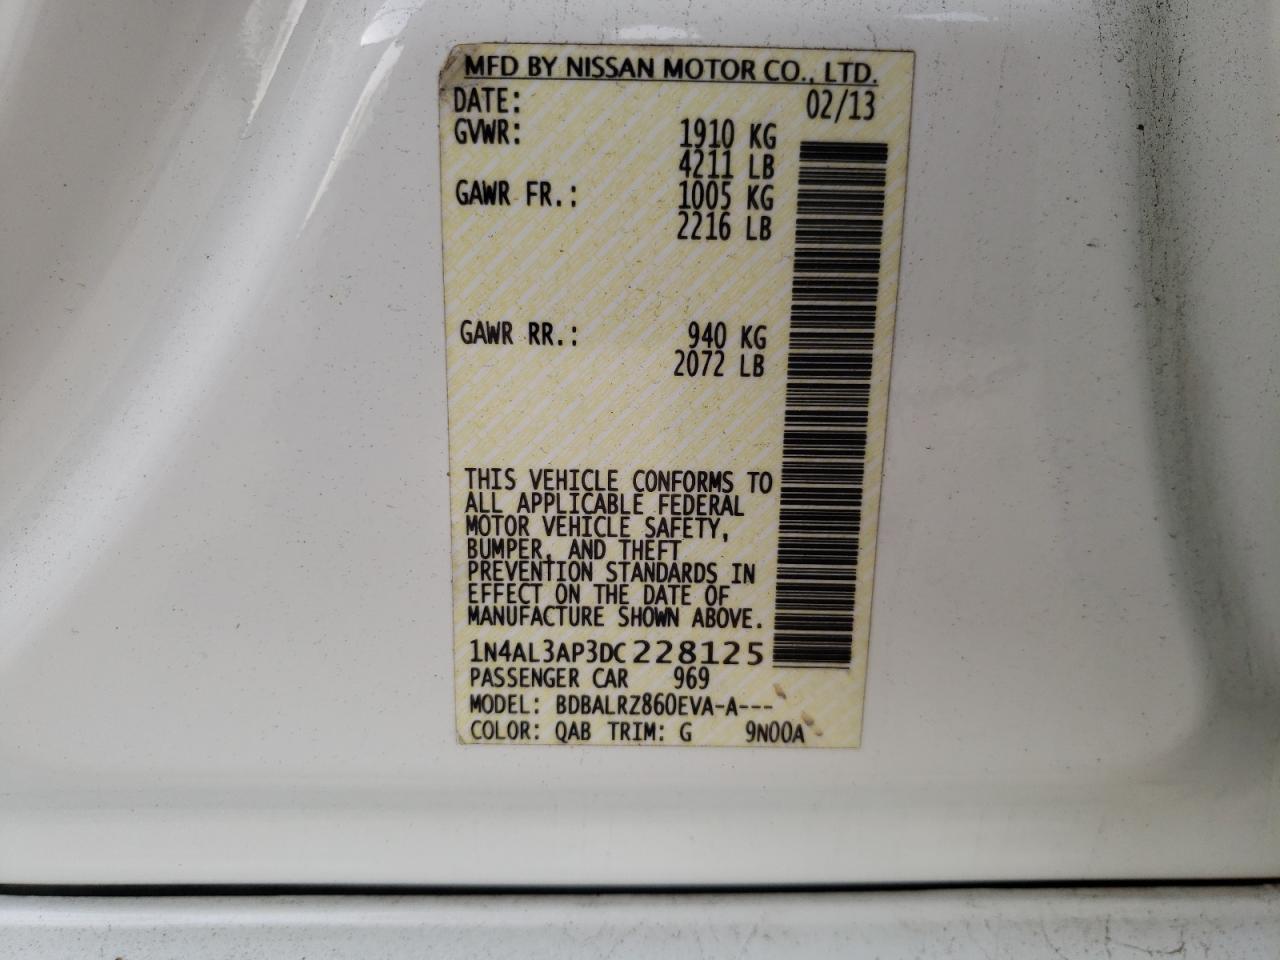 MFD BY NISSAN MOTOR CO., LTD.
DATE: 02/13
GVWR: 1910 KG
4211 LB
GAWR FR.: 1005 KG
2216 LB
GAWR RR.: 940 KG
2072 LB
THIS VEHICLE CONFORMS TO
ALL APPLICABLE FEDERAL
MOTOR VEHICLE SAFETY,
BUMPER, AND THEFT
PREVENTION STANDARDS IN
EFFECT ON THE DATE OF
MANUFACTURE SHOWN ABOVE.
1N4AL3AP3DC228125
PASSENGER CAR 969
MODEL: BDBALRZ860EVA-A---
COLOR: QAB TRIM: G 9N00A